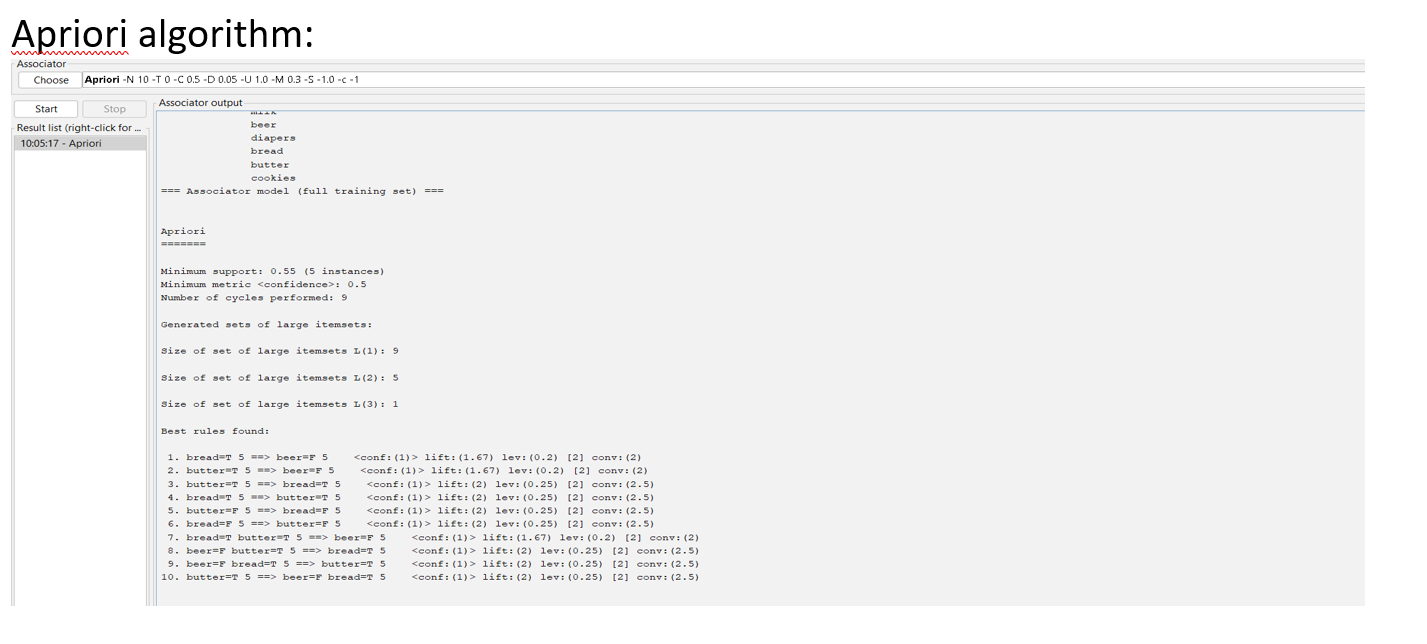 Apriori algorithm:
Associator
Choose Apriori -N 10 -T 0 -C 0.5 -D 0.05 -U 1.0 -M 0.3 -S -1.0 -c -1
Start Stop Associator output
Result list (right-click for ...
10:05:17 - Apriori
milk
beer
diapers
bread
butter
cookies
=== Associator model (full training set) ===
Apriori
=======
Minimum support: 0.55 (5 instances)
Minimum metric <confidence>: 0.5
Number of cycles performed: 9
Generated sets of large itemsets:
Size of set of large itemsets L(1): 9
Size of set of large itemsets L(2): 5
Size of set of large itemsets L(3): 1
Best rules found:
1. bread=T 5 ==> beer=F 5 <conf:(1)> lift:(1.67) lev:(0.2) [2] conv:(2)
2. butter=T 5 ==> beer=F 5 <conf:(1)> lift:(1.67) lev:(0.2) [2] conv:(2)
3. butter=T 5 ==> bread=T 5 <conf:(1)> lift:(2) lev:(0.25) [2] conv:(2.5)
4. bread=T 5 ==> butter=T 5 <conf:(1)> lift:(2) lev:(0.25) [2] conv:(2.5)
5. butter=F 5 ==> bread=F 5 <conf:(1)> lift:(2) lev:(0.25) [2] conv:(2.5)
6. bread=F 5 ==> butter=F 5 <conf:(1)> lift:(2) lev:(0.25) [2] conv:(2.5)
7. bread=T butter=T 5 ==> beer=F 5 <conf:(1)> lift:(1.67) lev:(0.2) [2] conv:(2)
8. beer=F butter=T 5 ==> bread=T 5 <conf:(1)> lift:(2) lev:(0.25) [2] conv:(2.5)
9. beer=F bread=T 5 ==> butter=T 5 <conf:(1)> lift:(2) lev:(0.25) [2] conv:(2.5)
10. butter=T 5 ==> beer=F bread=T 5 <conf:(1)> lift:(2) lev:(0.25) [2] conv:(2.5)